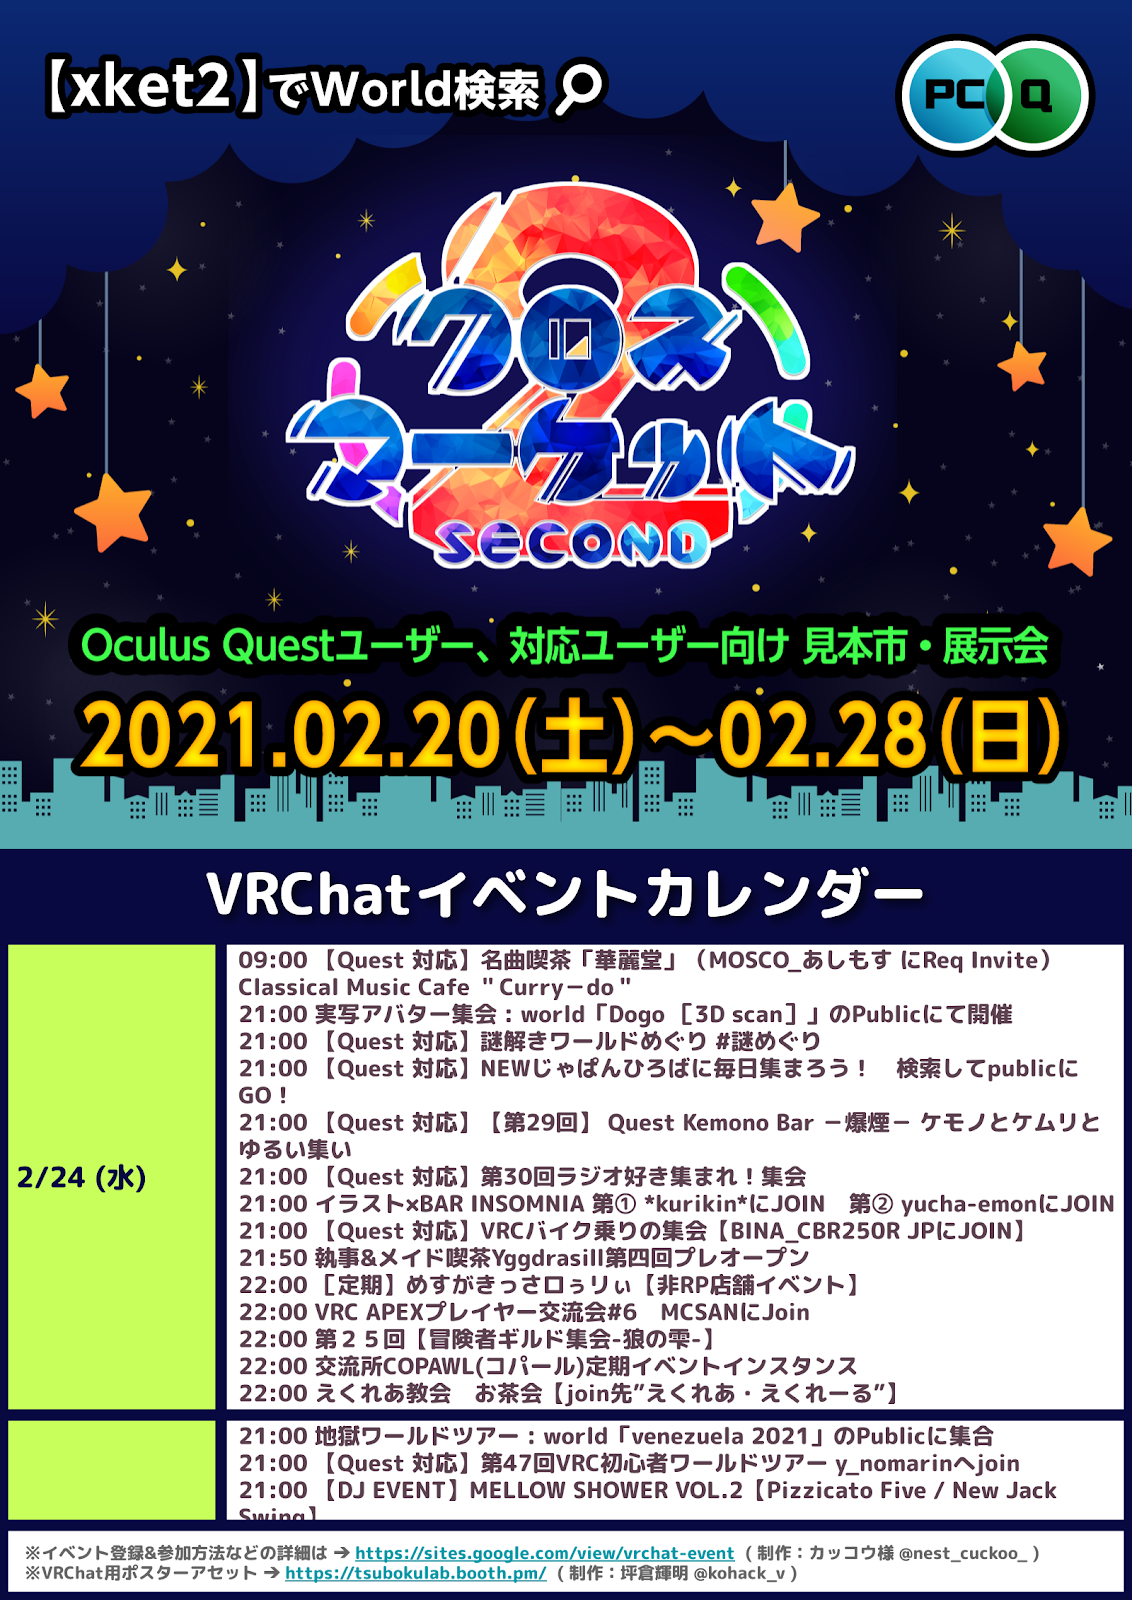 【xket2】でWorld検索
PC Q
2
クロス
マーケット
SECOND
Oculus Questユーザー、対応ユーザー向け 見本市・展示会
2021.02.20(土)～02.28(日)
VRChatイベントカレンダー
2/24 (水)
09:00 【Quest 対応】名曲喫茶「華麗堂」（MOSCO_あしもす にReq Invite）
Classical Music Cafe ＂Curry－do＂
21:00 実写アバター集会：world「Dogo ［3D scan］」のPublicにて開催
21:00 【Quest 対応】謎解きワールドめぐり #謎めぐり
21:00 【Quest 対応】NEWじゃぱんひろばに毎日集まろう！　検索してpublicに
GO！
21:00 【Quest 対応】【第29回】 Quest Kemono Bar －爆煙－ ケモノとケムリと
ゆるい集い
21:00 【Quest 対応】第30回ラジオ好き集まれ！集会
21:00 イラスト×BAR INSOMNIA 第① *kurikin*にJOIN　第② yucha-emonにJOIN
21:00 【Quest 対応】VRCバイク乗りの集会【BINA_CBR250R JPにJOIN】
21:50 執事&メイド喫茶Yggdrasill第四回プレオープン
22:00 ［定期】めすがきっさロぅリぃ【非RP店舗イベント】
22:00 VRC APEXプレイヤー交流会#6　MCSANにJoin
22:00 第２５回【冒険者ギルド集会-狼の雫-】
22:00 交流所COPAWL(コパール)定期イベントインスタンス
22:00 えくれあ教会　お茶会【join先”えくれあ・えくれーる”】
21:00 地獄ワールドツアー：world「venezuela 2021」のPublicに集合
21:00 【Quest 対応】第47回VRC初心者ワールドツアー y_nomarinへjoin
21:00 【DJ EVENT】MELLOW SHOWER VOL.2【Pizzicato Five / New Jack
Swing】
※イベント登録&参加方法などの詳細は ➔ https://sites.google.com/view/vrchat-event （制作：カッコウ様 @nest_cuckoo_ )
※VRChat用ポスターアセット ➔ https://tsubokulab.booth.pm/ （制作：坪倉輝明 @kohack_v )